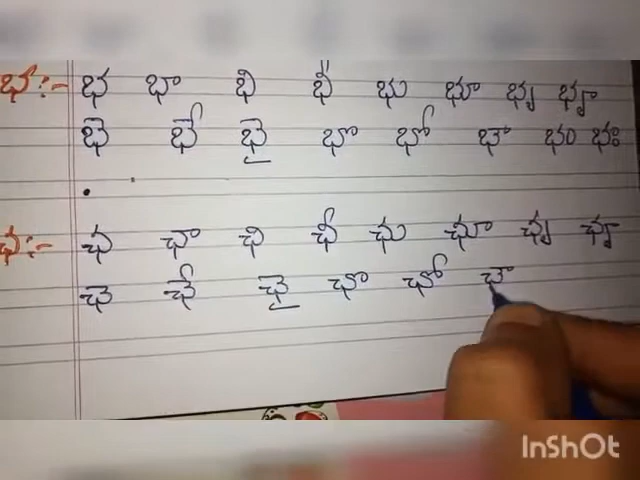 భ:- భ భా భి భీ భు భూ భృ భౄ
భె భే భై భొ భో భౌ భం భః
ఛ:- ఛ ఛా ఛి ఛీ ఛు ఛూ ఛృ ఛౄ
ఛె ఛే ఛై ఛొ ఛో ఛౌ
InShOt